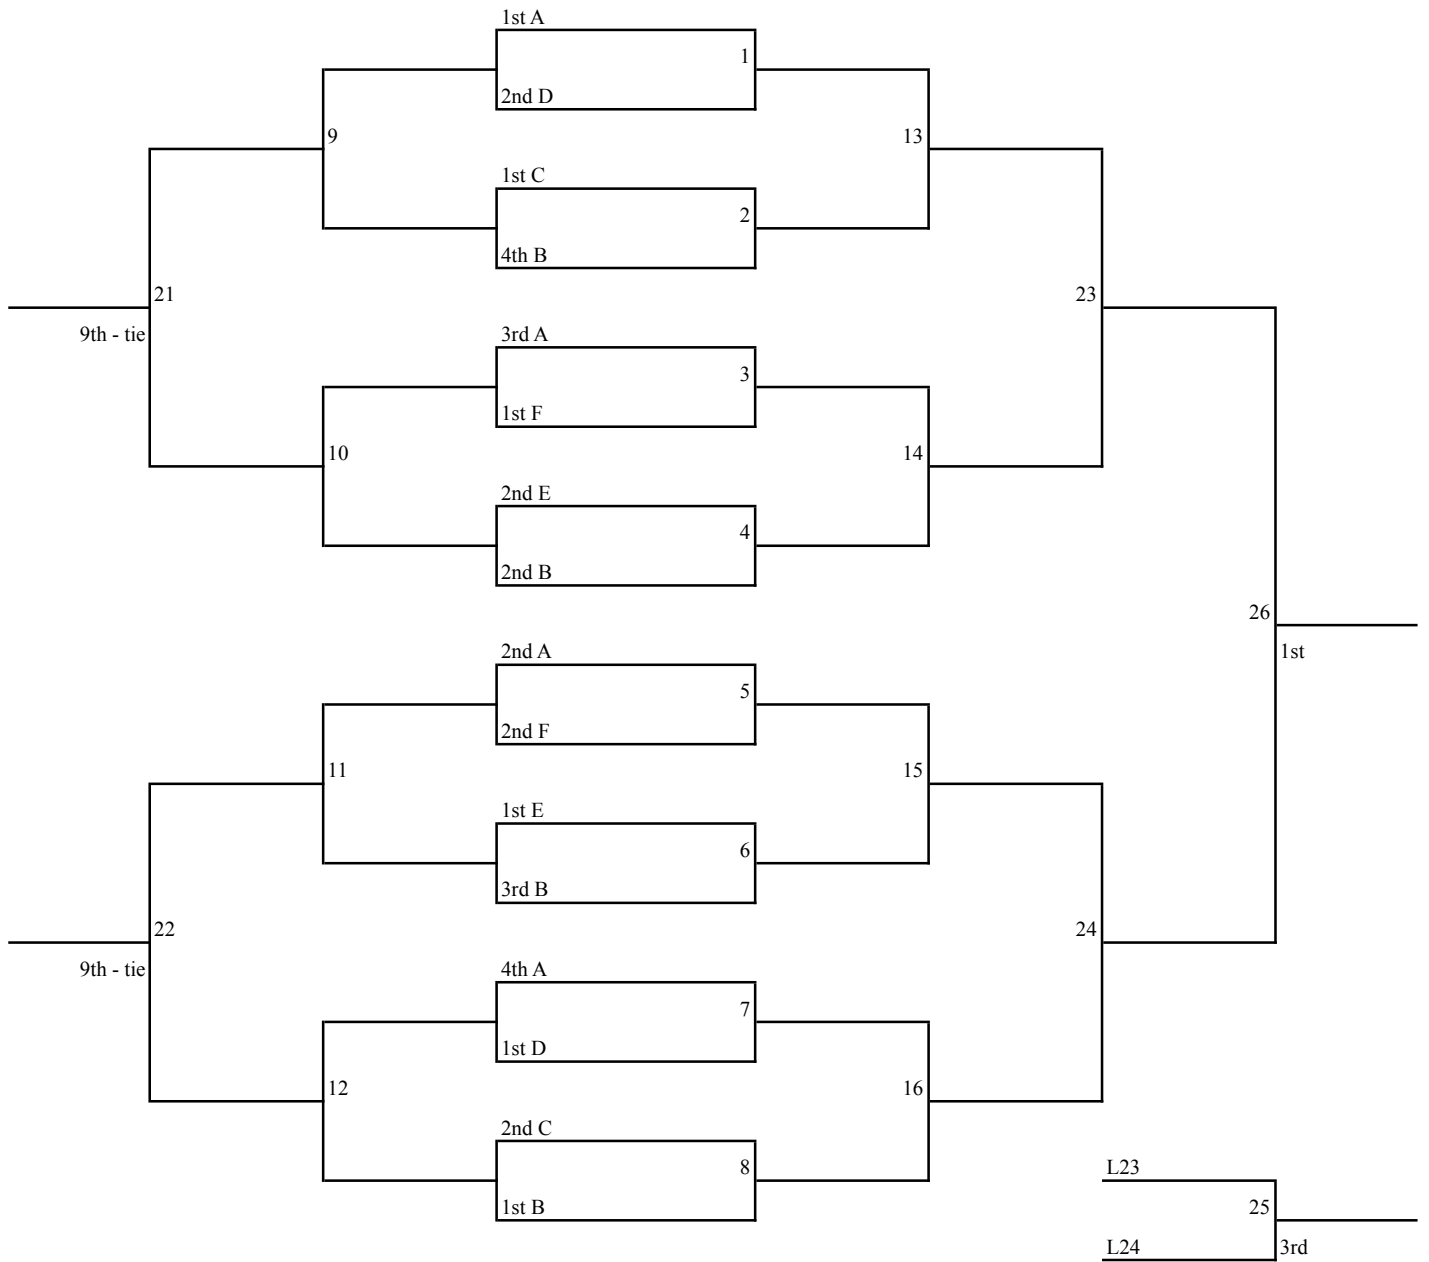 1st A
1
2nd D
9
13
1st C
2
4th B
21
23
9th - tie
3rd A
3
1st F
10
14
2nd E
4
2nd B
26
1st
2nd A
5
2nd F
11
15
1st E
6
3rd B
22
24
9th - tie
4th A
7
1st D
12
16
2nd C
8
1st B
L23
25
L24
3rd